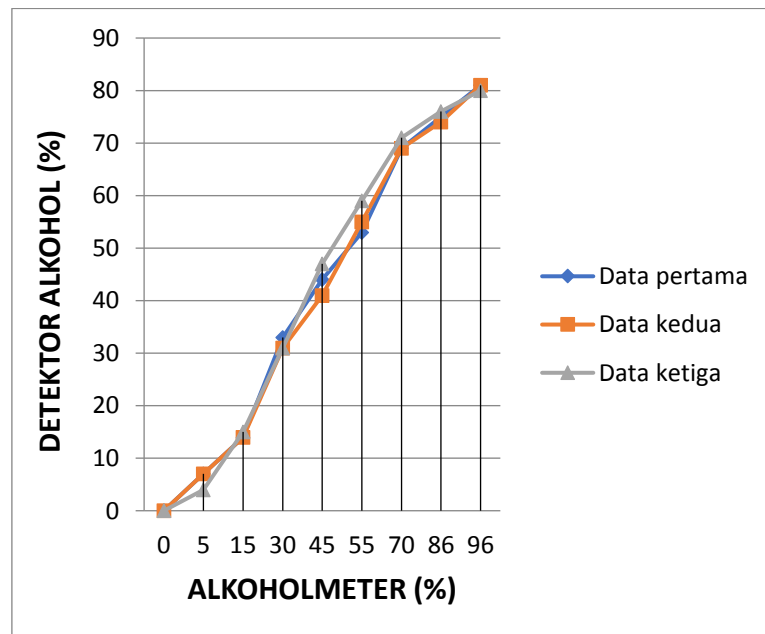 90
80
70
60
50
40
30
20
10
0
DETEKTOR ALKOHOL (%)
0 5 15 30 45 55 70 86 96
ALKOHOLMETER (%)
Data pertama
Data kedua
Data ketiga